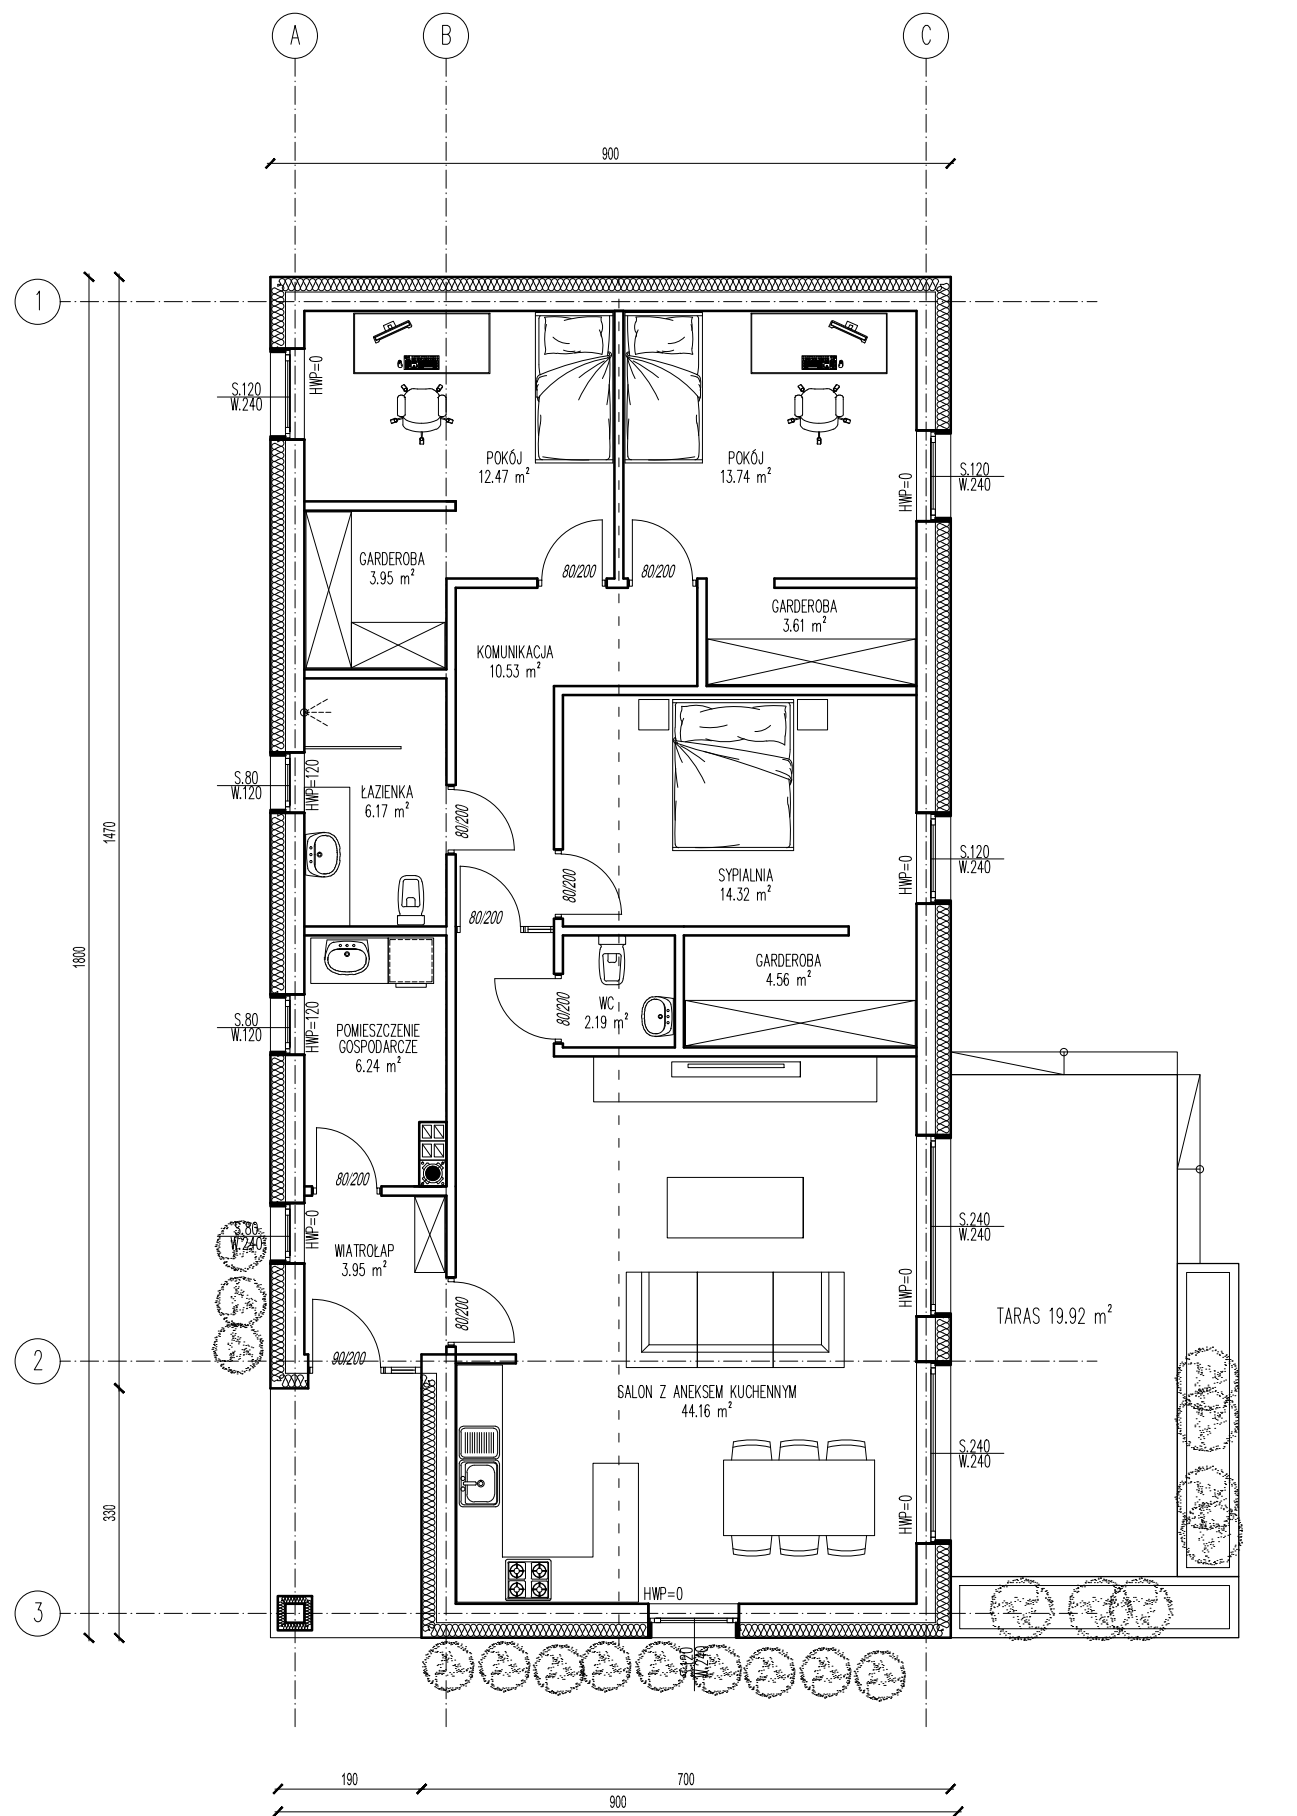 A
B
C
900
1
HWP=0
S.120
W.240
POKÓJ
12.47 m²
POKÓJ
13.74 m²
S.120
W.240
HWP=0
GARDEROBA
3.95 m²
80/200
80/200
GARDEROBA
3.61 m²
KOMUNIKACJA
10.53 m²
S.80
W.120
HWP=120
ŁAZIENKA
6.17 m²
80/200
1470
S.120
W.240
HWP=0
SYPIALNIA
14.32 m²
80/200
80/200
1800
GARDEROBA
4.56 m²
WC
2.19 m²
80/200
S.80
W.120
HWP=120
POMIESZCZENIE
GOSPODARCZE
6.24 m²
80/200
S.80
W.240
HWP=0
WIATROŁAP
3.95 m²
S.240
W.240
HWP=0
80/200
TARAS 19.92 m²
2
90/200
SALON Z ANEKSEM KUCHENNYM
44.16 m²
S.240
W.240
HWP=0
330
HWP=0
3
S.120
W.240
190
700
900